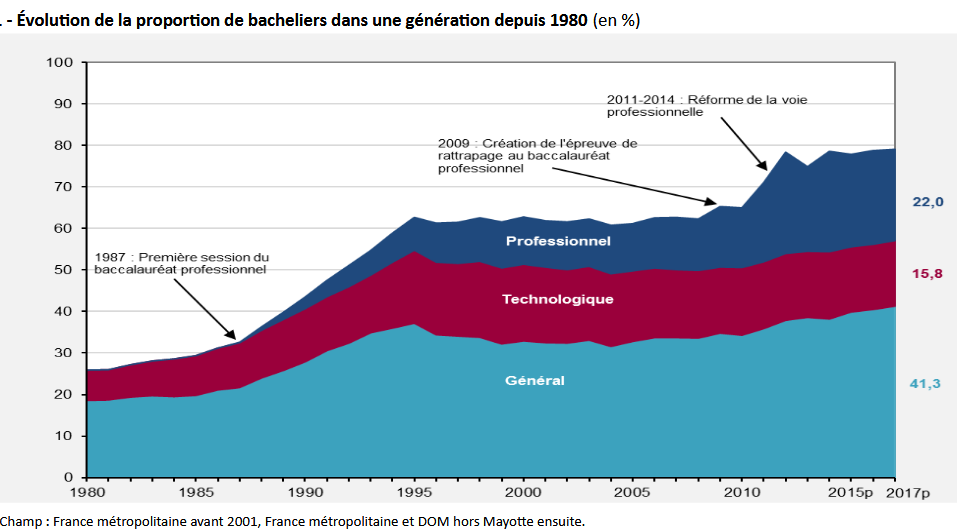 . - Évolution de la proportion de bacheliers dans une génération depuis 1980 (en %)
100
90
80
70
60
50
40
30
20
10
0
2011-2014 : Réforme de la voie
professionnelle
2009 : Création de l'épreuve de
rattrapage au baccalauréat
professionnel
1987 : Première session du
baccalauréat professionnel
Professionnel
Technologique
Général
22,0
15,8
41,3
1980
1985
1990
1995
2000
2005
2010
2015p
2017p
Champ : France métropolitaine avant 2001, France métropolitaine et DOM hors Mayotte ensuite.